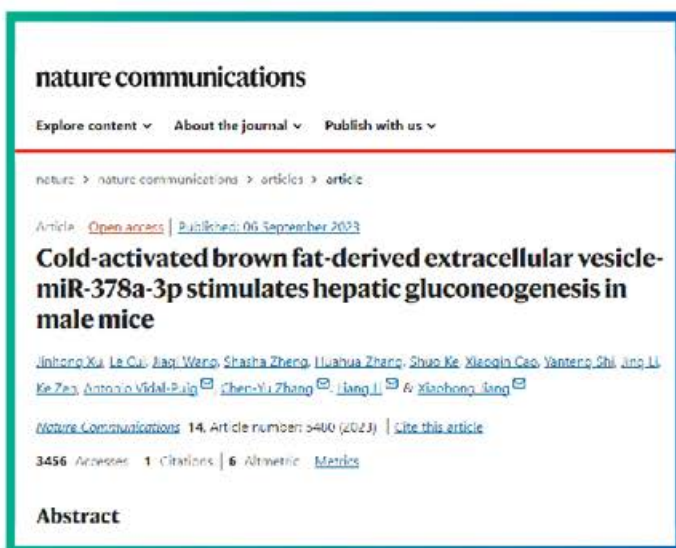 nature communications
Explore content About the journal Publish with us
nature > nature communications > articles > article
Article Open access | Published: 06 September 2023
Cold-activated brown fat-derived extracellular vesicle-
miR-378a-3p stimulates hepatic gluconeogenesis in
male mice
Jinhong Xu, Le Cui, Jiaqi Wang, Shasha Zheng, Huahua Zhang, Shuo Ke, Xiaoqin Cao, Yanteng Shi, Jing Li,
Ke Zen, Antonio Vidal-Puig, Chen-Yu Zhang, Liang Li & Xiaohong Jiang
Nature Communications 14, Article number: 5480 (2023) | Cite this article
3456 Accesses 1 Citations | 6 Altmetric Metrics
Abstract